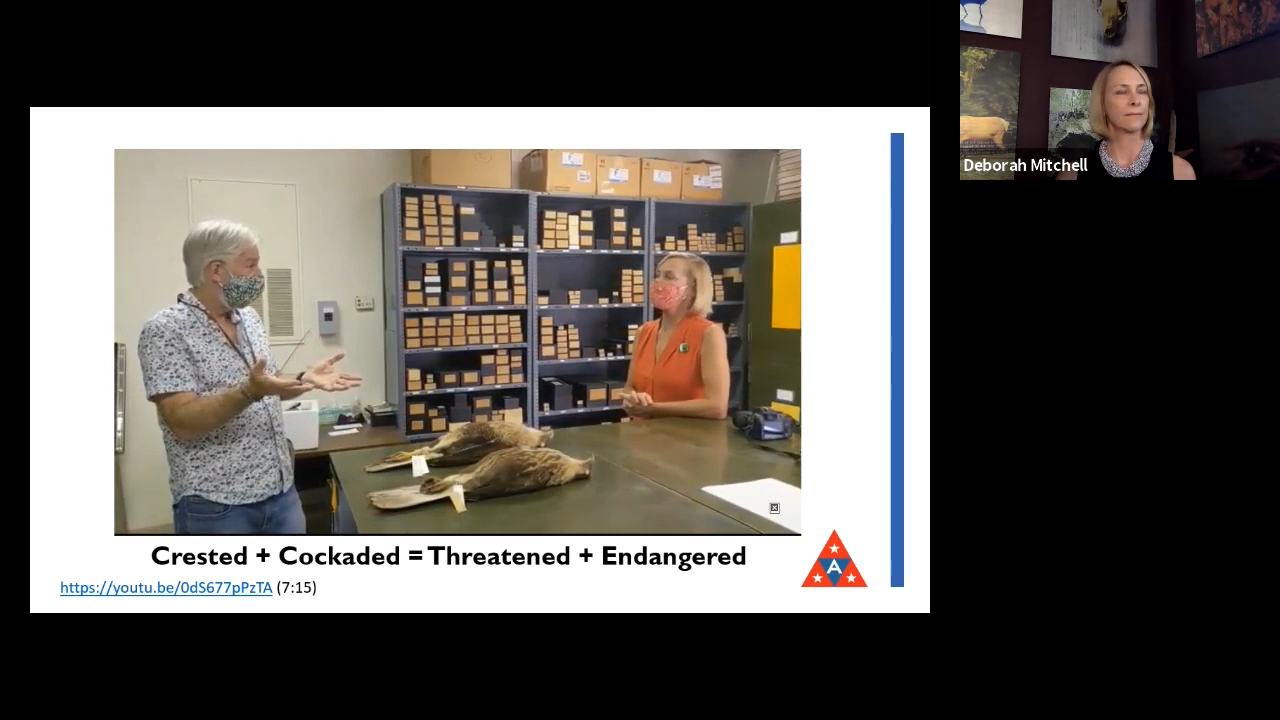 Deborah Mitchell
Crested + Cockaded = Threatened + Endangered
A
https://youtu.be/0dS677pPzTA (7:15)